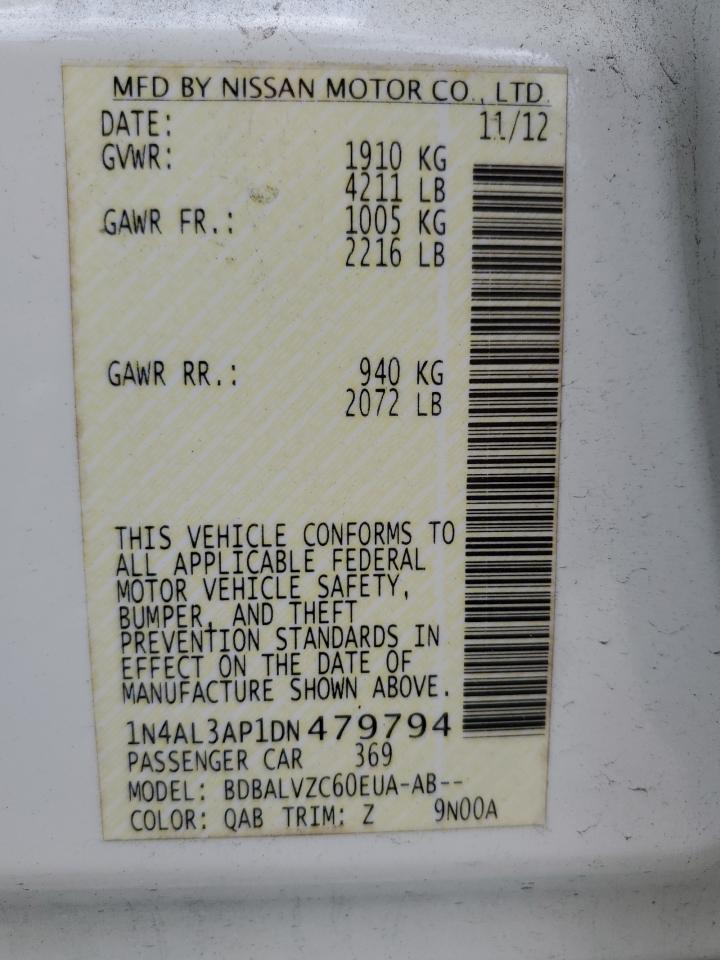 MFD BY NISSAN MOTOR CO., LTD.
DATE: 11/12
GVWR: 1910 KG
4211 LB
GAWR FR.: 1005 KG
2216 LB
GAWR RR.: 940 KG
2072 LB
THIS VEHICLE CONFORMS TO
ALL APPLICABLE FEDERAL
MOTOR VEHICLE SAFETY,
BUMPER, AND THEFT
PREVENTION STANDARDS IN
EFFECT ON THE DATE OF
MANUFACTURE SHOWN ABOVE.
1N4AL3AP1DN479794
PASSENGER CAR 369
MODEL: BDBALVZC60EUA-AB--
COLOR: QAB TRIM: Z 9N00A